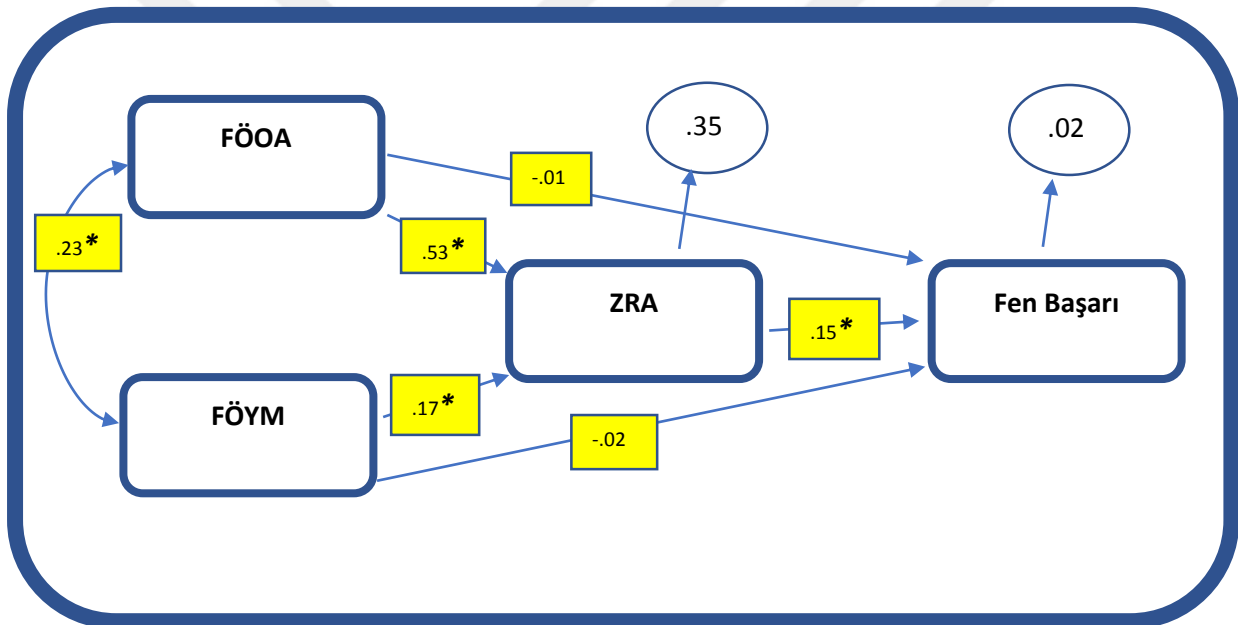 FÖOA
.35
.02
-.01
.23*
.53*
ZRA
Fen Başarı
.15*
FÖYM
.17*
-.02